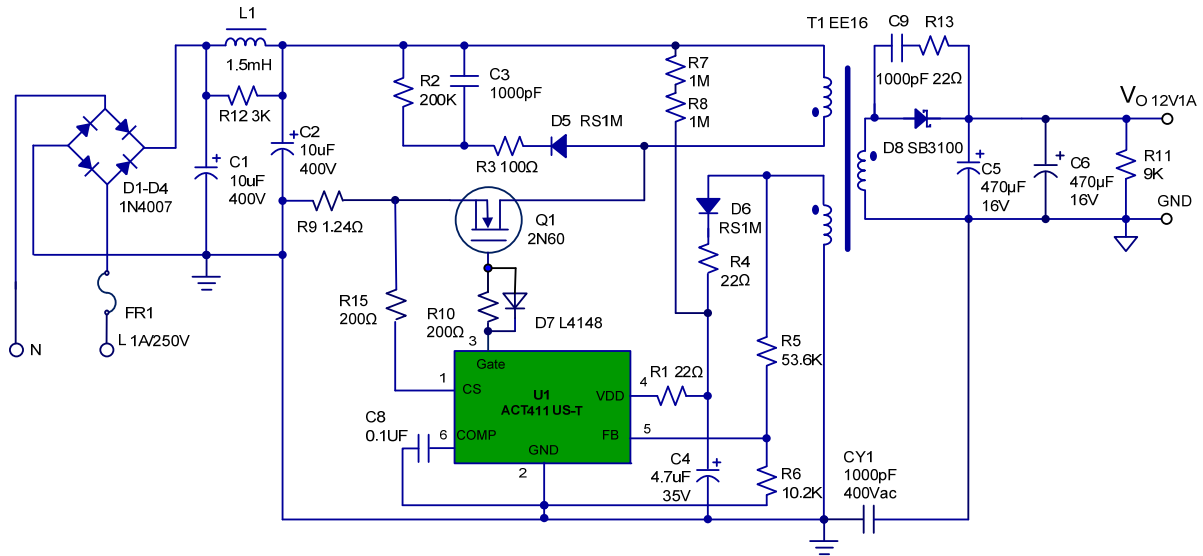 L1
1.5mH
R12 3K
C1
10uF
400V
C2
10uF
400V
D1-D4
1N4007
FR1
L 1A/250V
N
R2
200K
C3
1000pF
R3 100Ω
D5 RS1M
R9 1.24Ω
Q1
2N60
R15
200Ω
R10
200Ω
D7 L4148
3
Gate
1
CS
U1
ACT411 US-T
VDD
4
R1 22Ω
C8
0.1UF
6
COMP
FB
5
GND
2
R7
1M
R8
1M
D6
RS1M
R4
22Ω
R5
53.6K
R6
10.2K
C4
4.7uF
35V
T1 EE16
C9
R13
1000pF 22Ω
D8 SB3100
C5
470µF
16V
C6
470µF
16V
R11
9K
VO 12V1A
GND
CY1
1000pF
400Vac